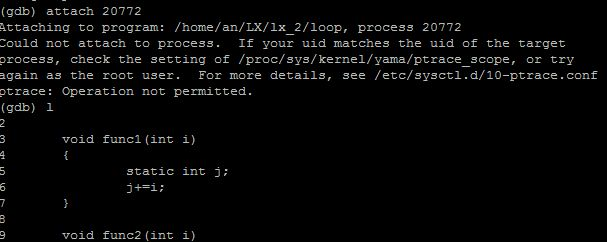 (gdb) attach 20772
Attaching to program: /home/an/LX/lx_2/loop, process 20772
Could not attach to process.  If your uid matches the uid of the target
process, check the setting of /proc/sys/kernel/yama/ptrace_scope, or try
again as the root user.  For more details, see /etc/sysctl.d/10-ptrace.conf
ptrace: Operation not permitted.
(gdb) l
2
3       void func1(int i)
4       {
5               static int j;
6               j+=i;
7       }
8
9       void func2(int i)